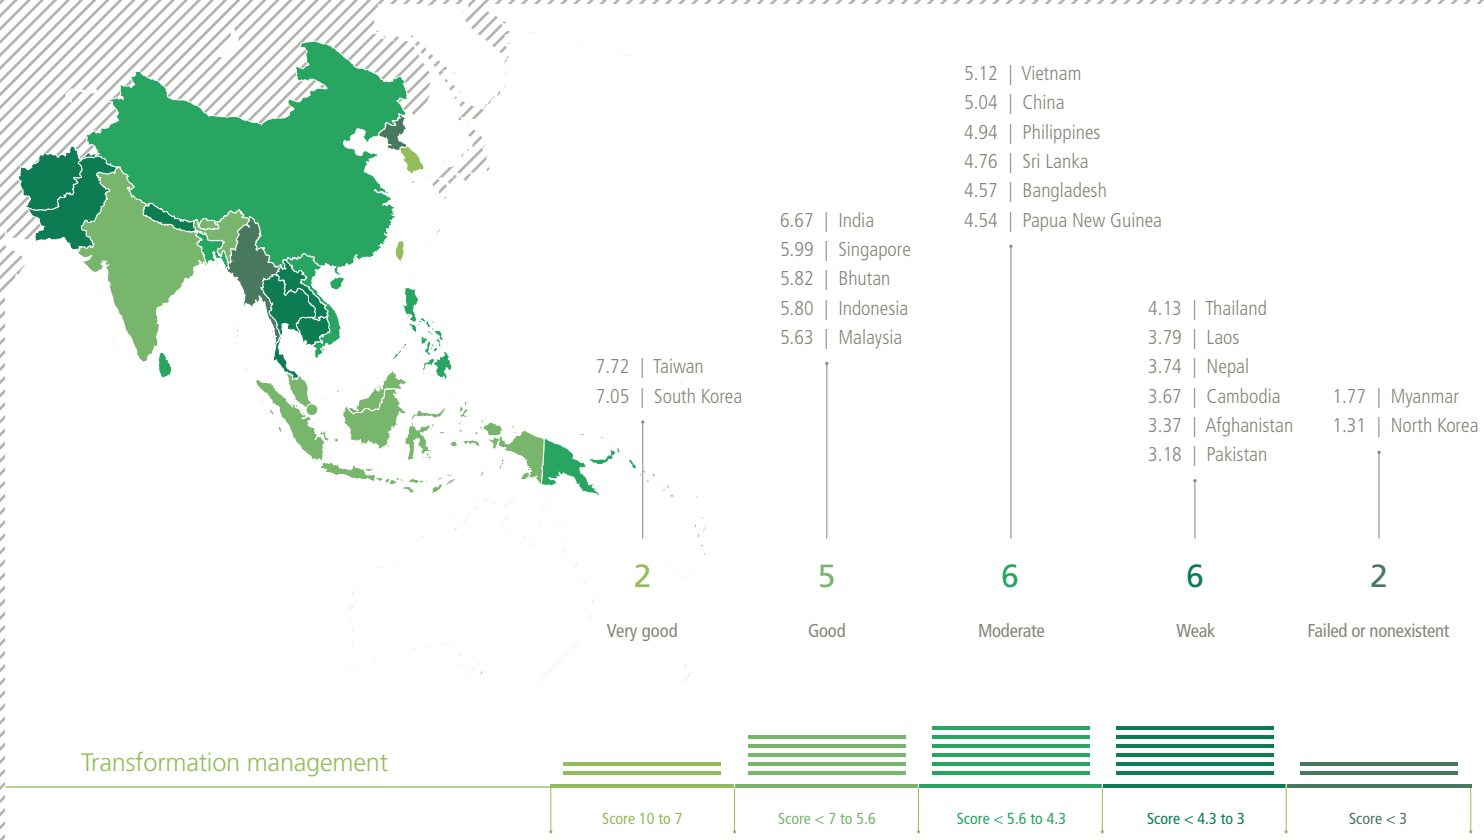 7.72 | Taiwan
7.05 | South Korea
2
Very good
6.67 | India
5.99 | Singapore
5.82 | Bhutan
5.80 | Indonesia
5.63 | Malaysia
5
Good
5.12 | Vietnam
5.04 | China
4.94 | Philippines
4.76 | Sri Lanka
4.57 | Bangladesh
4.54 | Papua New Guinea
6
Moderate
4.13 | Thailand
3.79 | Laos
3.74 | Nepal
3.67 | Cambodia
3.37 | Afghanistan
3.18 | Pakistan
6
Weak
1.77 | Myanmar
1.31 | North Korea
2
Failed or nonexistent
Transformation management
Score 10 to 7
Score < 7 to 5.6
Score < 5.6 to 4.3
Score < 4.3 to 3
Score < 3